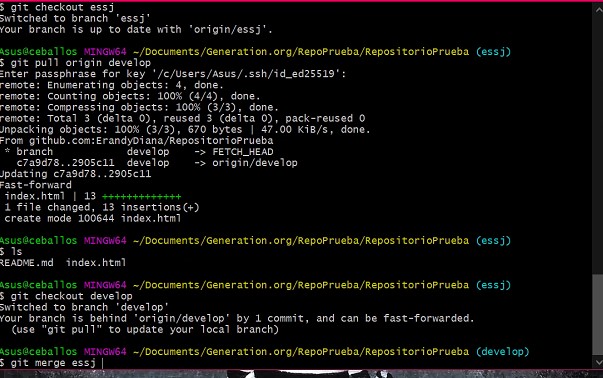 $ git checkout essj
Switched to branch 'essj'
Your branch is up to date with 'origin/essj'.
Asus@ceballos MINGW64 ~/Documents/Generation.org/RepoPrueba/RepositorioPrueba (essj)
$ git pull origin develop
Enter passphrase for key '/c/Users/Asus/.ssh/id_ed25519':
remote: Enumerating objects: 4, done.
remote: Counting objects: 100% (4/4), done.
remote: Compressing objects: 100% (3/3), done.
remote: Total 3 (delta 0), reused 3 (delta 0), pack-reused 0
Unpacking objects: 100% (3/3), 670 bytes | 47.00 KiB/s, done.
From github.com:ErandyDiana/RepositorioPrueba
 * branch            develop    -> FETCH_HEAD
   c7a9d78..2905c11  develop    -> origin/develop
Updating c7a9d78..2905c11
Fast-forward
 index.html | 13 +++++++++++++
 1 file changed, 13 insertions(+)
 create mode 100644 index.html
Asus@ceballos MINGW64 ~/Documents/Generation.org/RepoPrueba/RepositorioPrueba (essj)
$ ls
README.md  index.html
Asus@ceballos MINGW64 ~/Documents/Generation.org/RepoPrueba/RepositorioPrueba (essj)
$ git checkout develop
Switched to branch 'develop'
Your branch is behind 'origin/develop' by 1 commit, and can be fast-forwarded.
  (use "git pull" to update your local branch)
Asus@ceballos MINGW64 ~/Documents/Generation.org/RepoPrueba/RepositorioPrueba (develop)
$ git merge essj